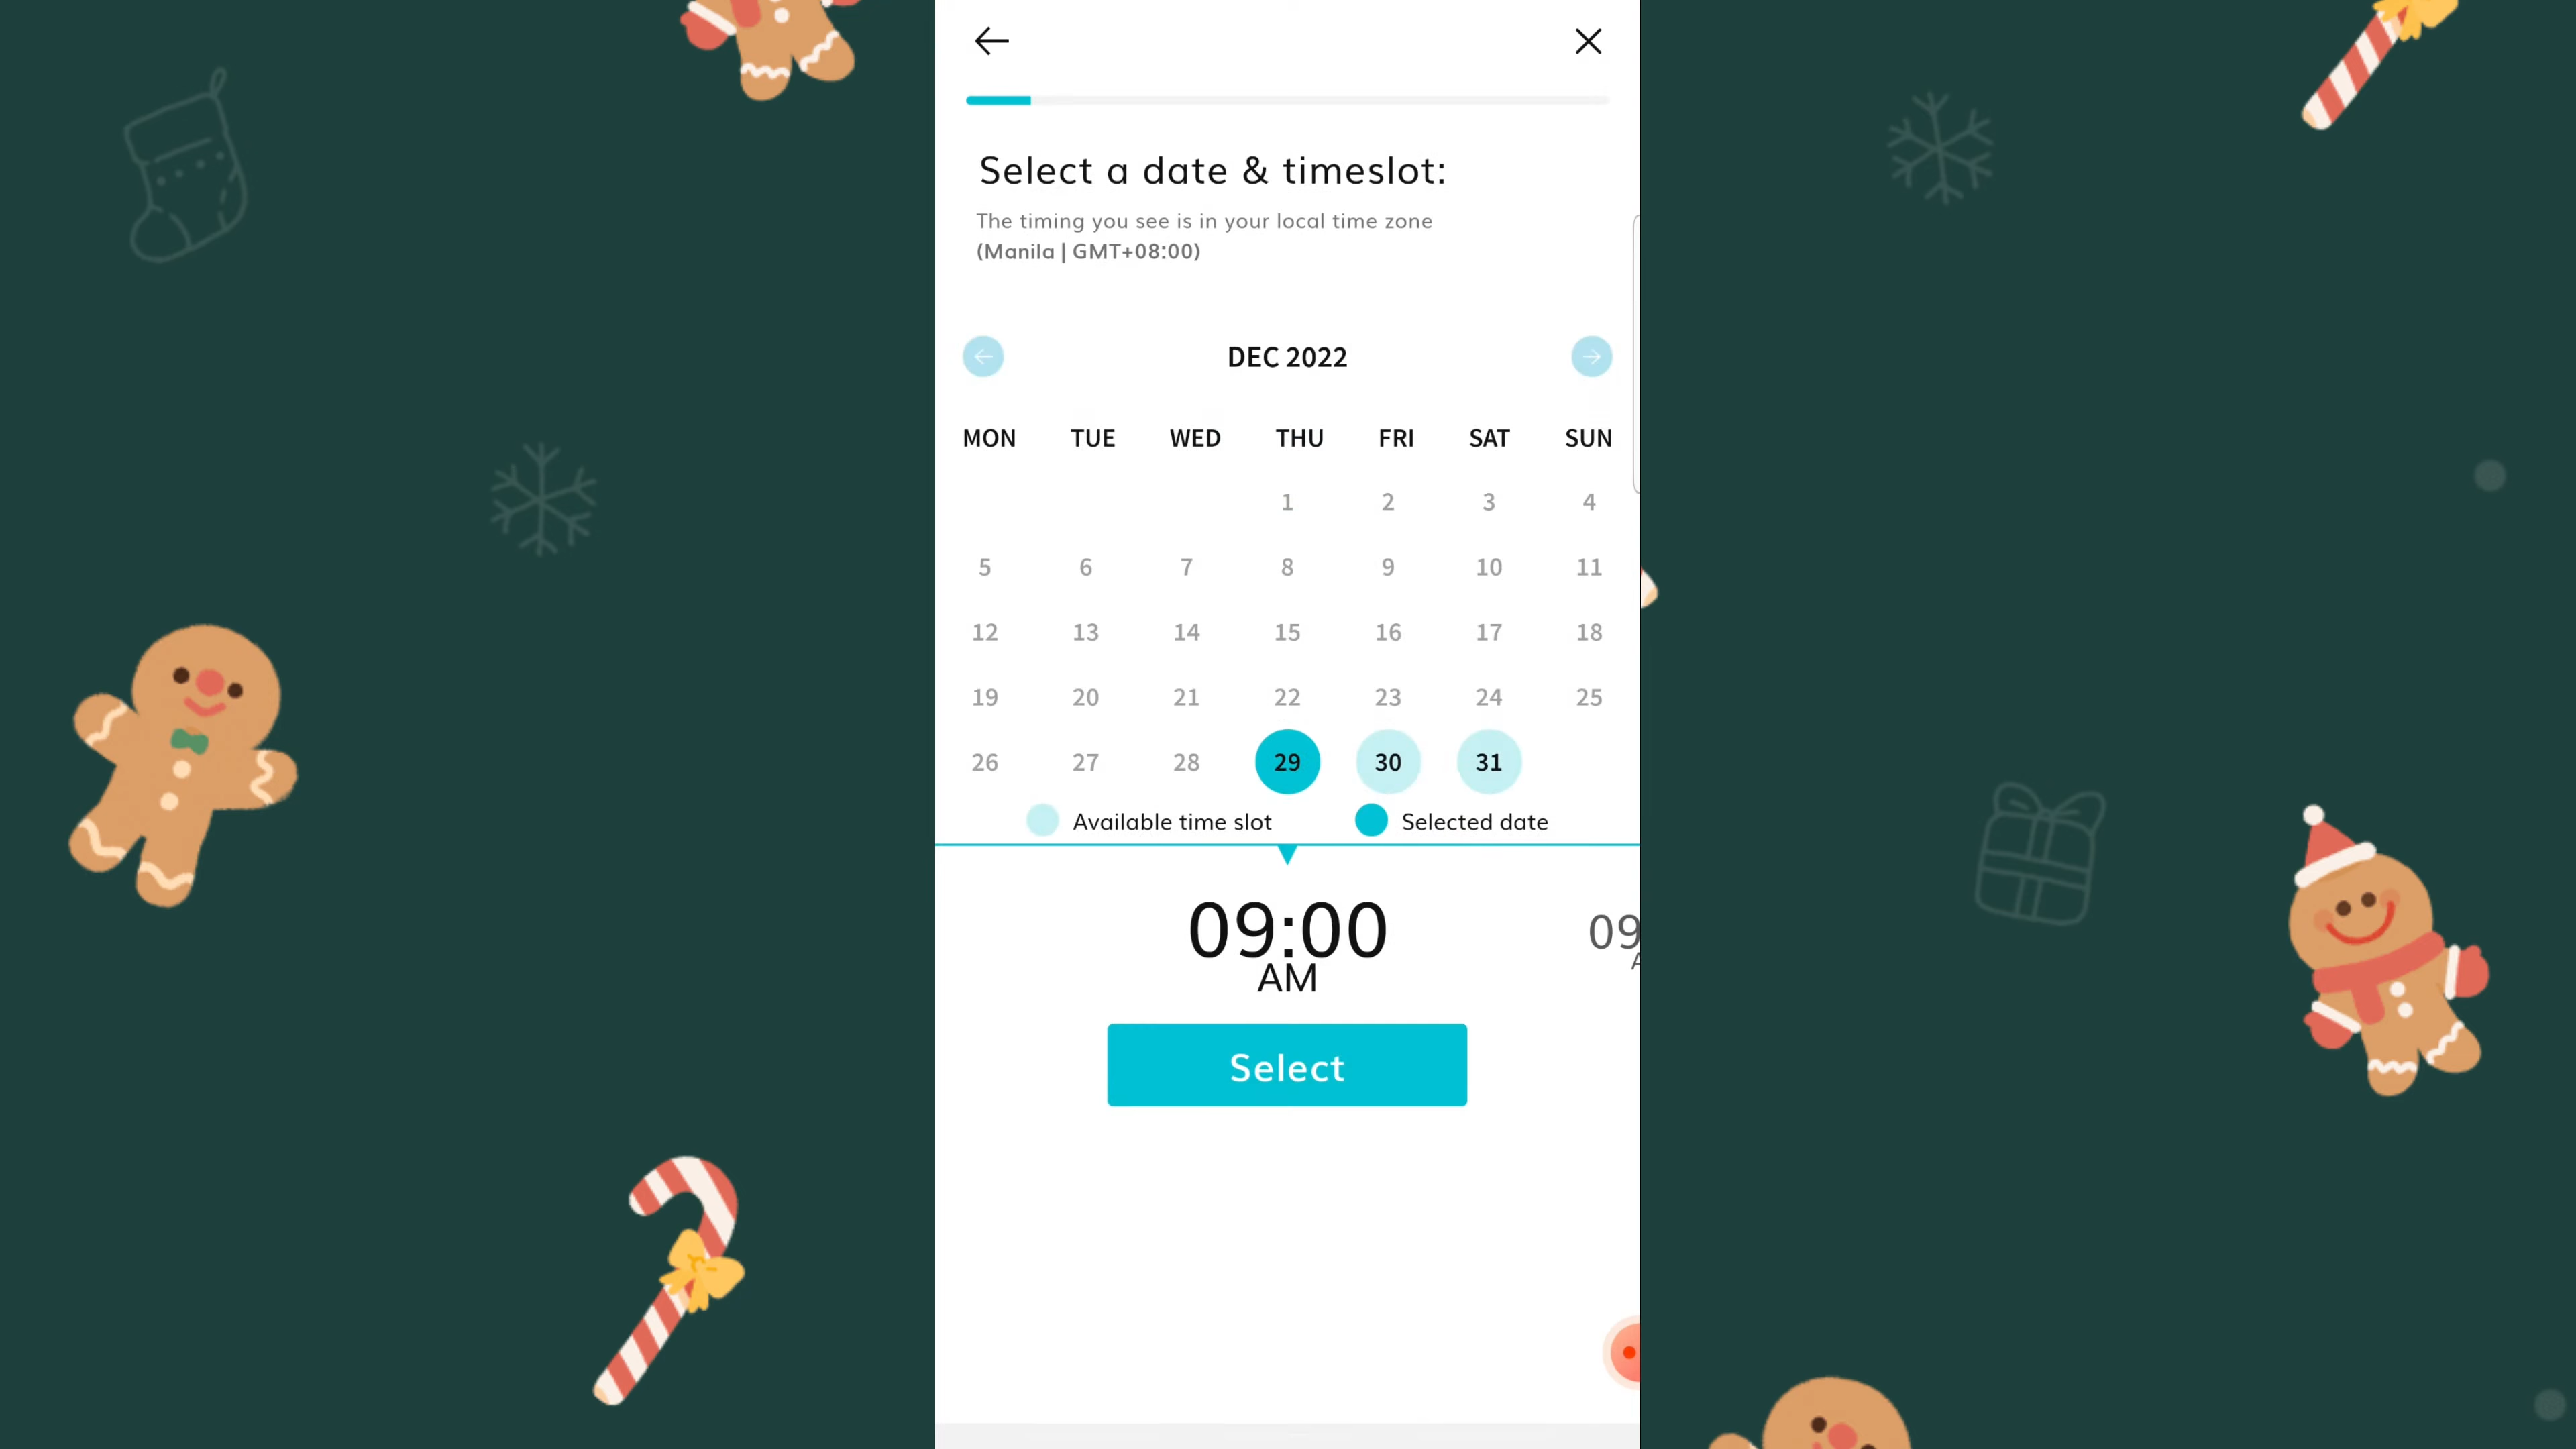 Select a date & timeslot:
The timing you see is in your local time zone
(Manila | GMT+08:00)
DEC 2022
MON TUE WED THU FRI SAT SUN
1 2 3 4
5 6 7 8 9 10 11
12 13 14 15 16 17 18
19 20 21 22 23 24 25
26 27 28 29 30 31
Available time slot Selected date
09:00 09
AM
Select